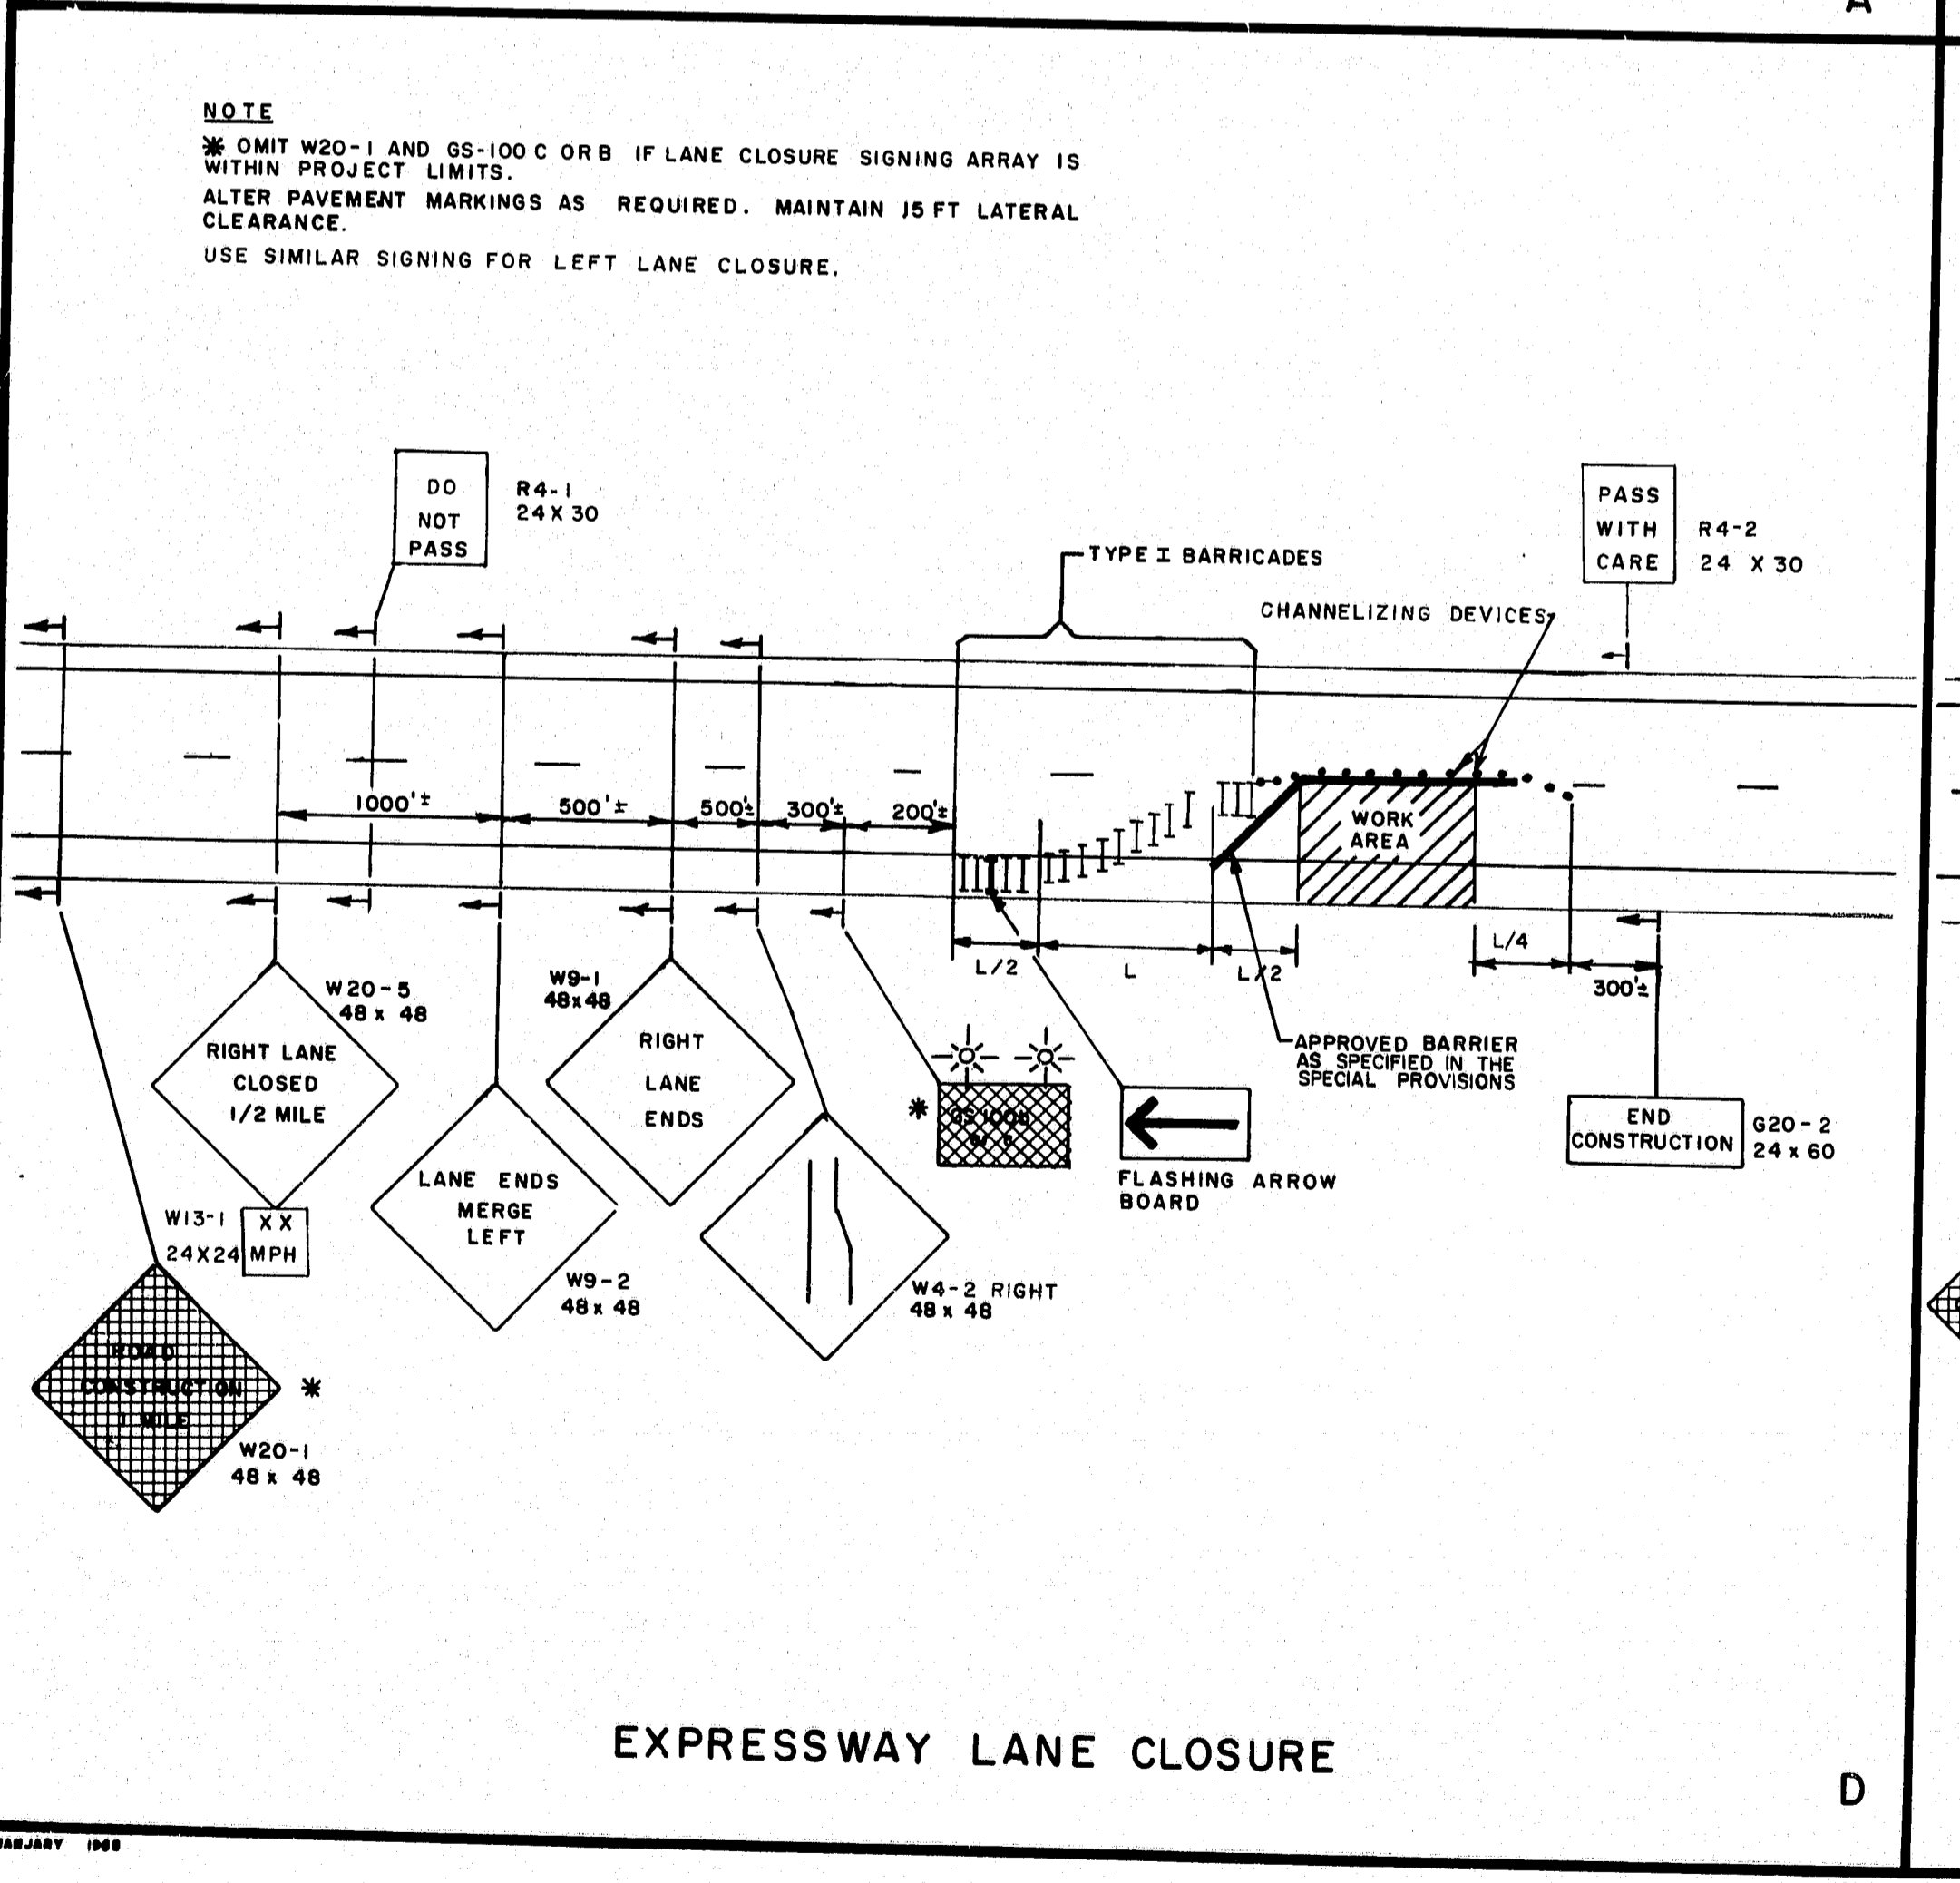 A
NOTE
✱ OMIT W20-1 AND GS-100 C OR B IF LANE CLOSURE SIGNING ARRAY IS
WITHIN PROJECT LIMITS.
ALTER PAVEMENT MARKINGS AS REQUIRED. MAINTAIN 15 FT LATERAL
CLEARANCE.
USE SIMILAR SIGNING FOR LEFT LANE CLOSURE.
DO
NOT
PASS
R4-1
24 X 30
PASS
WITH
CARE
R4-2
24 X 30
TYPE I BARRICADES
CHANNELIZING DEVICES
1000'±
500'±
500'±
300'±
200'±
WORK
AREA
L/2
L
L/2
L/4
300'±
W20-5
48 x 48
RIGHT LANE
CLOSED
1/2 MILE
W13-1
24X24
XX
MPH
W9-1
48x48
RIGHT
LANE
ENDS
LANE ENDS
MERGE
LEFT
W9-2
48 x 48
W4-2 RIGHT
48 x 48
✱
FLASHING ARROW
BOARD
APPROVED BARRIER
AS SPECIFIED IN THE
SPECIAL PROVISIONS
END
CONSTRUCTION
G20-2
24 x 60
ROAD
CONSTRUCTION
1 MILE
✱
W20-1
48 x 48
EXPRESSWAY LANE CLOSURE
D